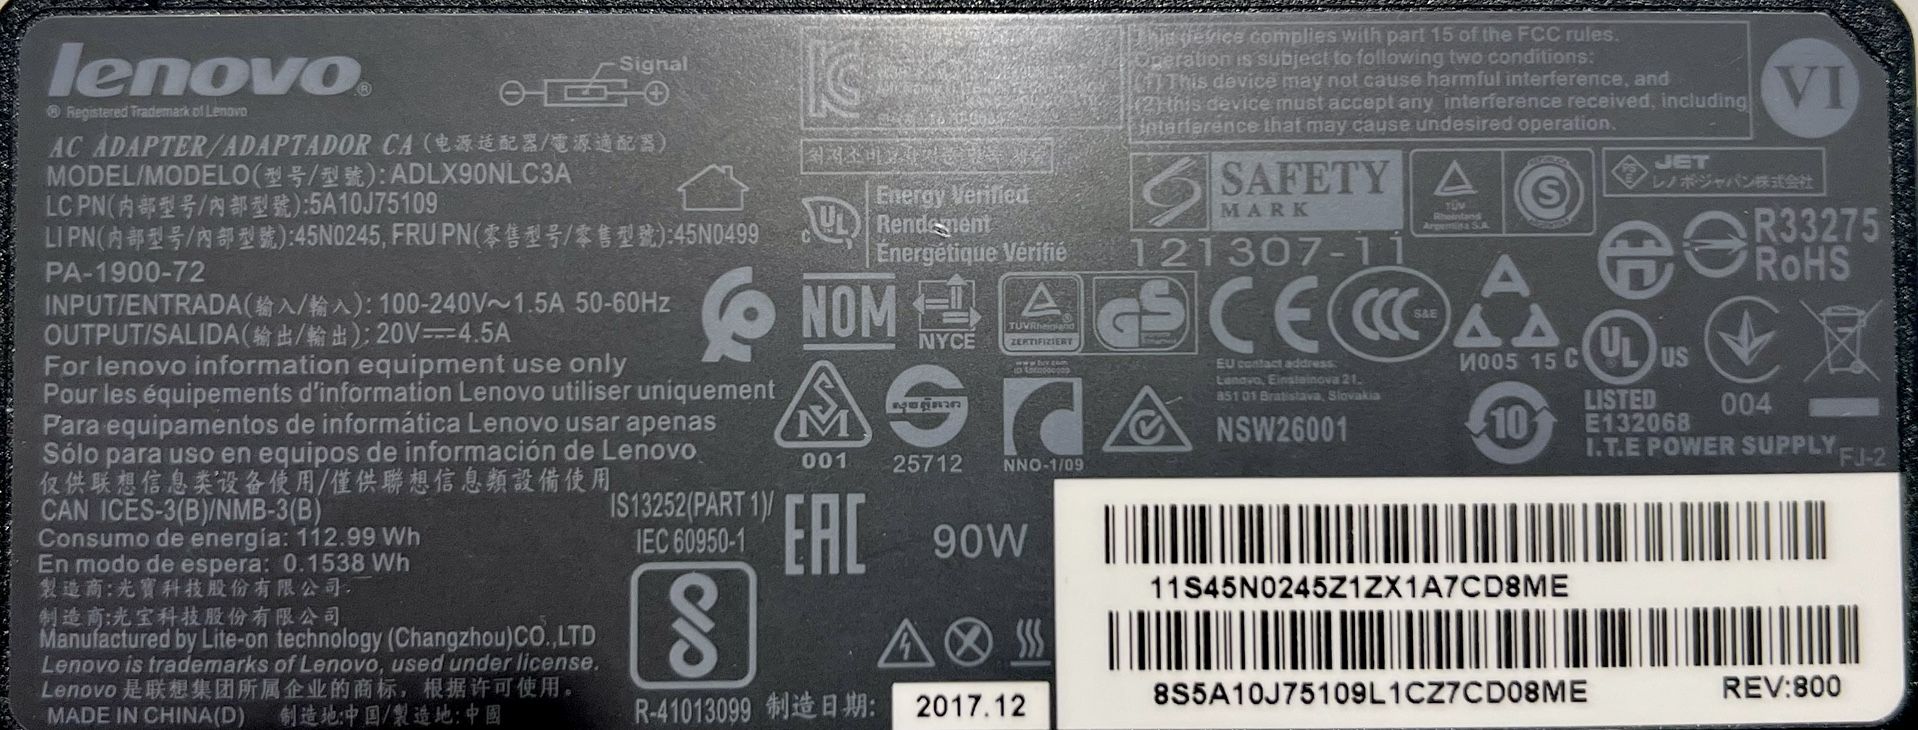 lenovo®
® Registered Trademark of Lenovo
Signal
AC ADAPTER/ADAPTADOR CA (电源适配器/電源適配器)
MODEL/MODELO(型号/型號): ADLX90NLC3A
LC PN(内部型号/內部型號):5A10J75109
LI PN(内部型号/內部型號):45N0245, FRU PN(零售型号/零售型號):45N0499
PA-1900-72
INPUT/ENTRADA(输入/輸入): 100-240V～1.5A 50-60Hz
OUTPUT/SALIDA(输出/輸出): 20V⎓4.5A
For lenovo information equipment use only
Pour les équipements d'information Lenovo utiliser uniquement
Para equipamentos de informática Lenovo usar apenas
Sólo para uso en equipos de información de Lenovo
仅供联想信息类设备使用/僅供聯想信息類設備使用
CAN ICES-3(B)/NMB-3(B)
Consumo de energía: 112.99 Wh
En modo de espera: 0.1538 Wh
製造商:光寶科技股份有限公司
制造商:光宝科技股份有限公司
Manufactured by Lite-on technology (Changzhou)CO.,LTD
Lenovo is trademarks of Lenovo, used under license.
Lenovo 是联想集团所属企业的商标，根据许可使用。
MADE IN CHINA(D) 制造地:中国/製造地:中國
IS13252(PART 1)/
IEC 60950-1
R-41013099
制造日期:
2017.12
This device complies with part 15 of the FCC rules.
Operation is subject to following two conditions:
(1) This device may not cause harmful interference, and
(2) this device must accept any interference received, including
interference that may cause undesired operation.
VI
c UL
Energy Verified
Rendement
Énergétique Vérifié
SAFETY
MARK
121307-11
TÜV
Rheinland
Argentina S.A.
S
PSE
JET
レノボ・ジャパン株式会社
R33275
RoHS
NOM
NYCE
TÜVRheinland®
ZERTIFIZIERT
GS
CE
CCC S&E
EU contact address:
Lenovo, Einsteinova 21,
851 01 Bratislava, Slovakia
NSW26001
И005 15
C UL US
LISTED
E132068
I.T.E POWER SUPPLY
004
FJ-2
10
SM
001
25712
NNO-1/09
EAC
90W
11S45N0245Z1ZX1A7CD8ME
8S5A10J75109L1CZ7CD08ME
REV:800